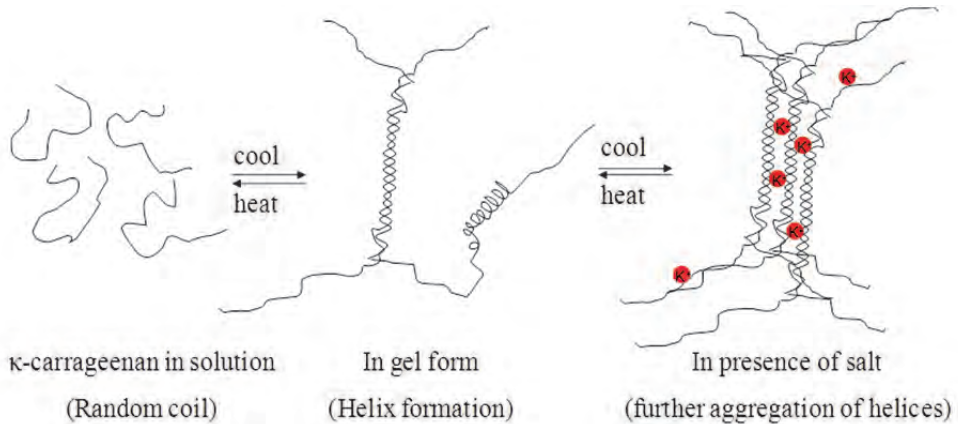 K+
K+
K+
K+
K+
K+
cool
heat
cool
heat
κ-carrageenan in solution
(Random coil)
In gel form
(Helix formation)
In presence of salt
(further aggregation of helices)